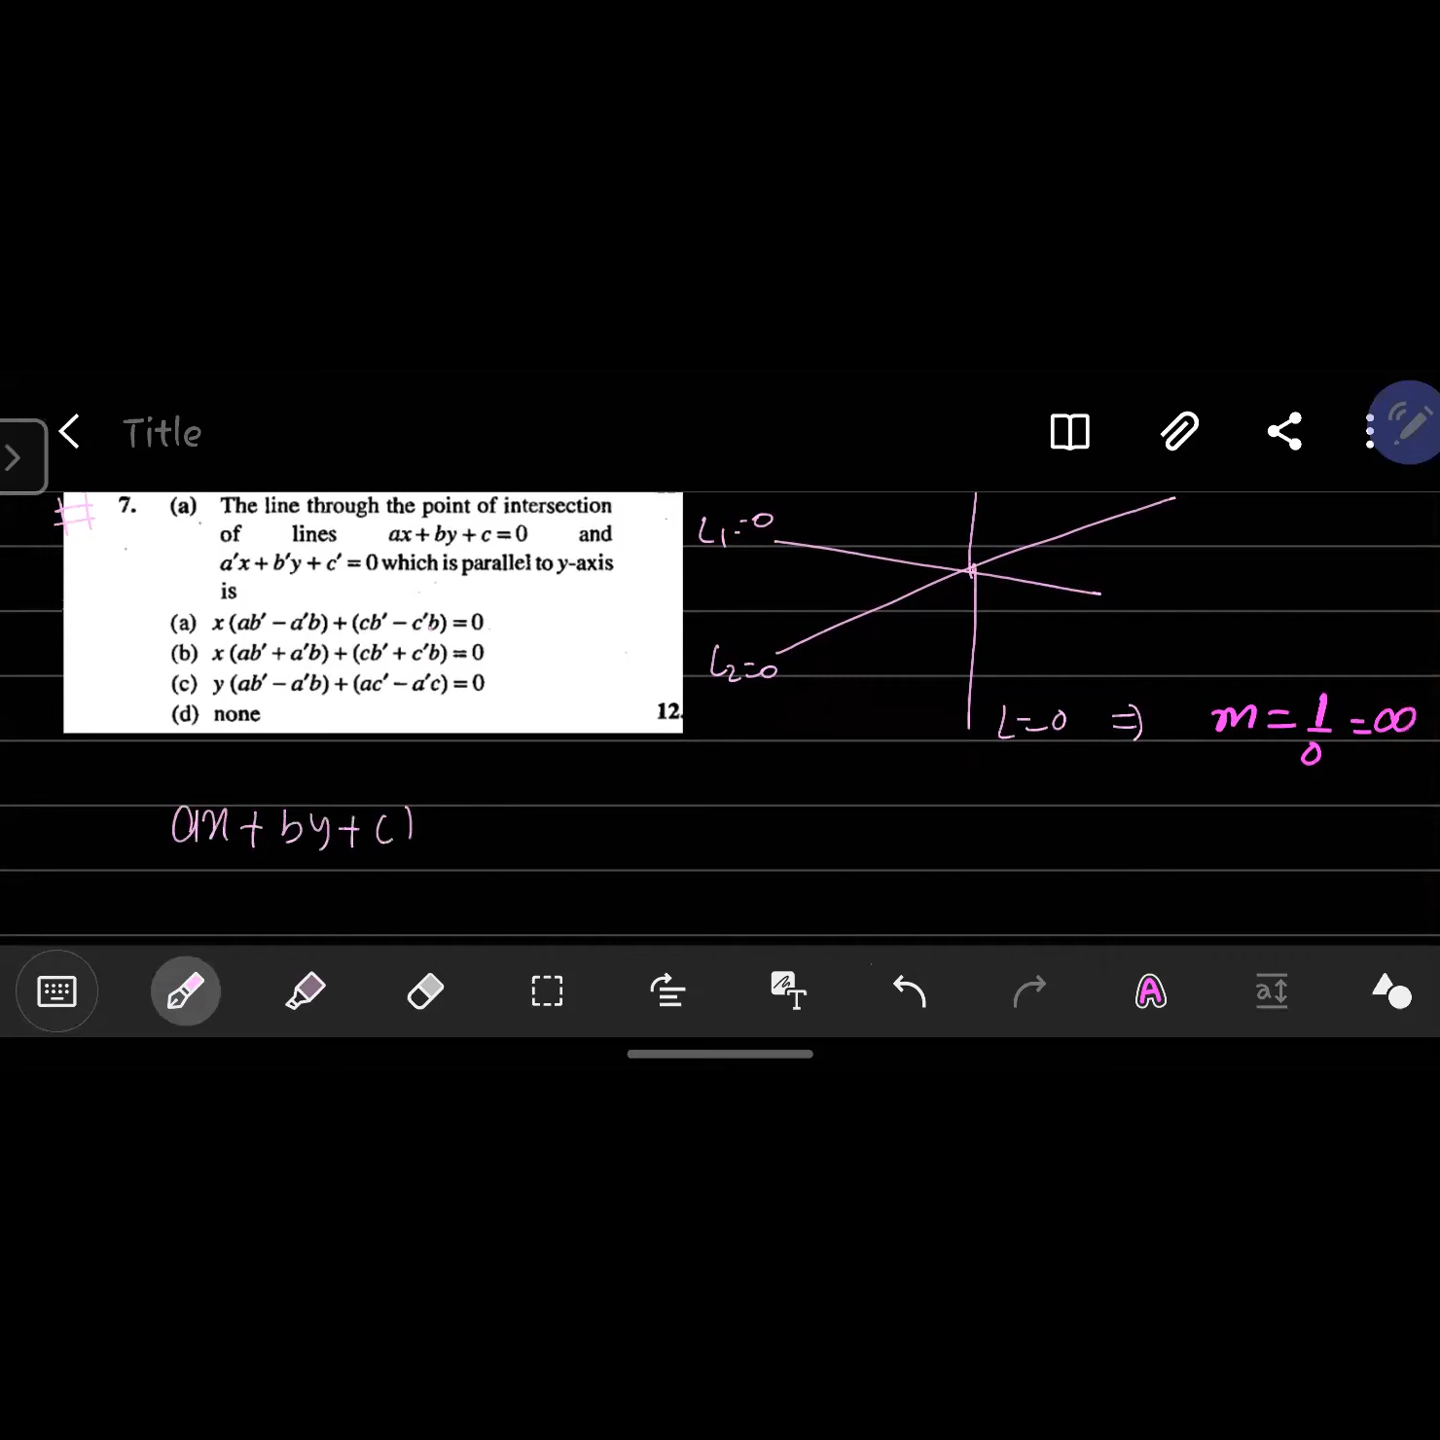 Title
7. (a) The line through the point of intersection
of lines ax + by + c = 0 and
a′x + b′y + c′ = 0 which is parallel to y-axis
is
(a) x (ab′ − a′b) + (cb′ − c′b) = 0
(b) x (ab′ + a′b) + (cb′ + c′b) = 0
(c) y (ab′ − a′b) + (ac′ − a′c) = 0
(d) none
12.
L₁=0
L₂=0
L=0 ⇒ m = 1/0 = ∞
ax + by + c)
A
a
T